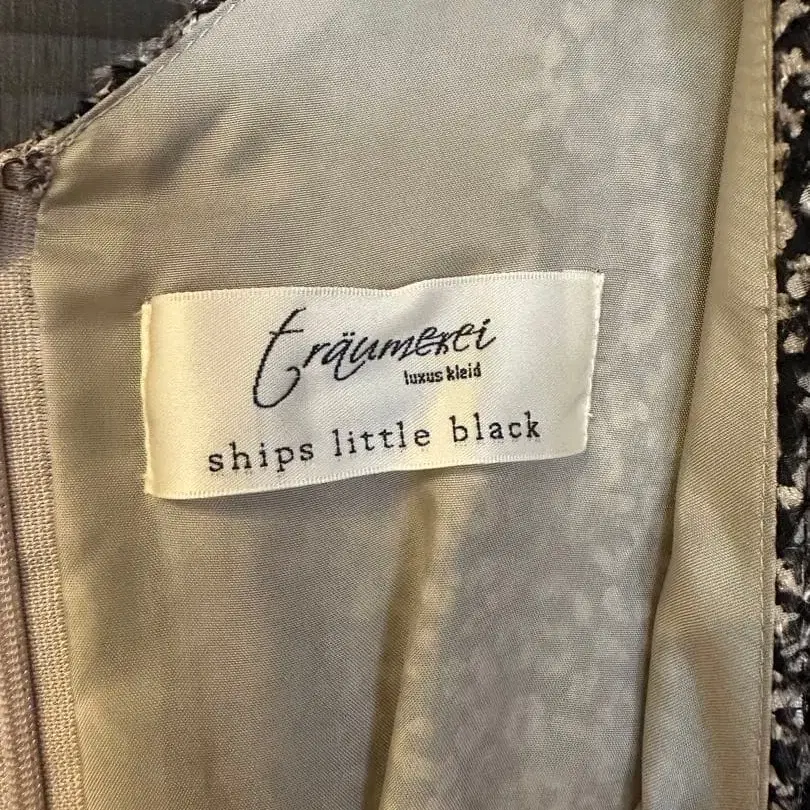 träumerei
luxus kleid
ships little black